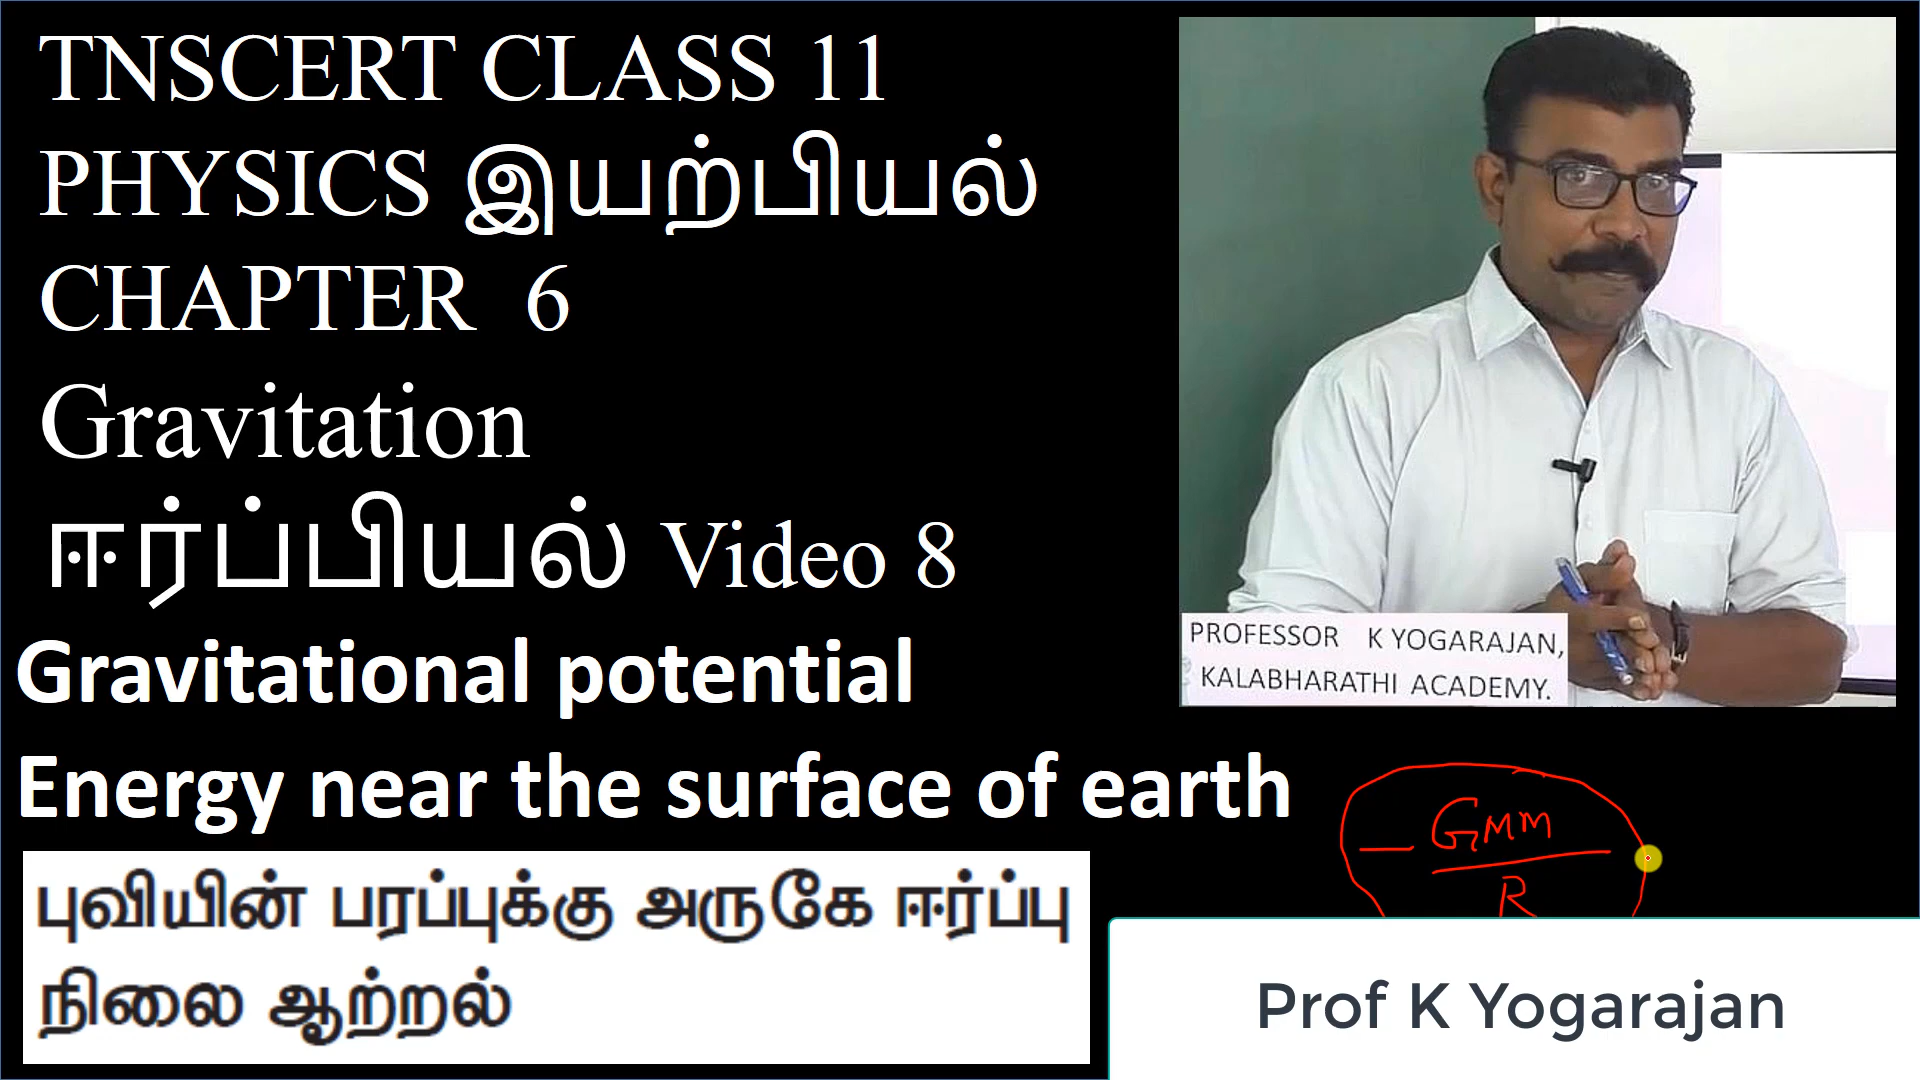 TNSCERT CLASS 11
PHYSICS இயற்பியல்
CHAPTER 6
Gravitation
ஈர்ப்பியல் Video 8
Gravitational potential
Energy near the surface of earth
புவியின் பரப்புக்கு அருகே ஈர்ப்பு
நிலை ஆற்றல்
PROFESSOR K YOGARAJAN,
KALABHARATHI ACADEMY.
— GMm
R
Prof K Yogarajan